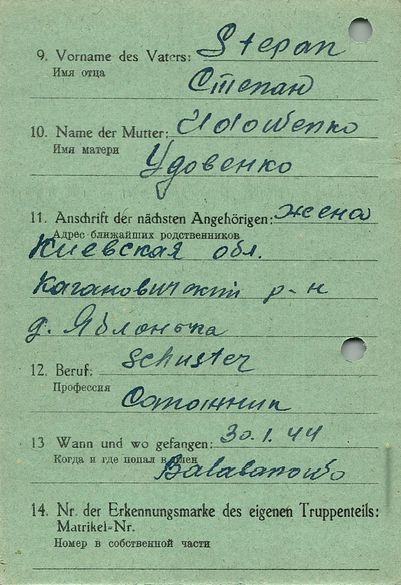 9. Vorname des Vaters: Stepan
Имя отца
Степан
10. Name der Mutter: Udowenko
Имя матери
Удовенко
11. Anschrift der nächsten Angehörigen: жена
Адрес ближайших родственников
Киевская обл.
Кагановичский р-н
д. Яблонька
12. Beruf: Schuster
Профессия
Сапожник
13 Wann und wo gefangen: 30.1.44
Когда и где попал в плен
Balabanowo
14. Nr. der Erkennungsmarke des eigenen Truppenteils:
Matrikel-Nr.
Номер в собственной части